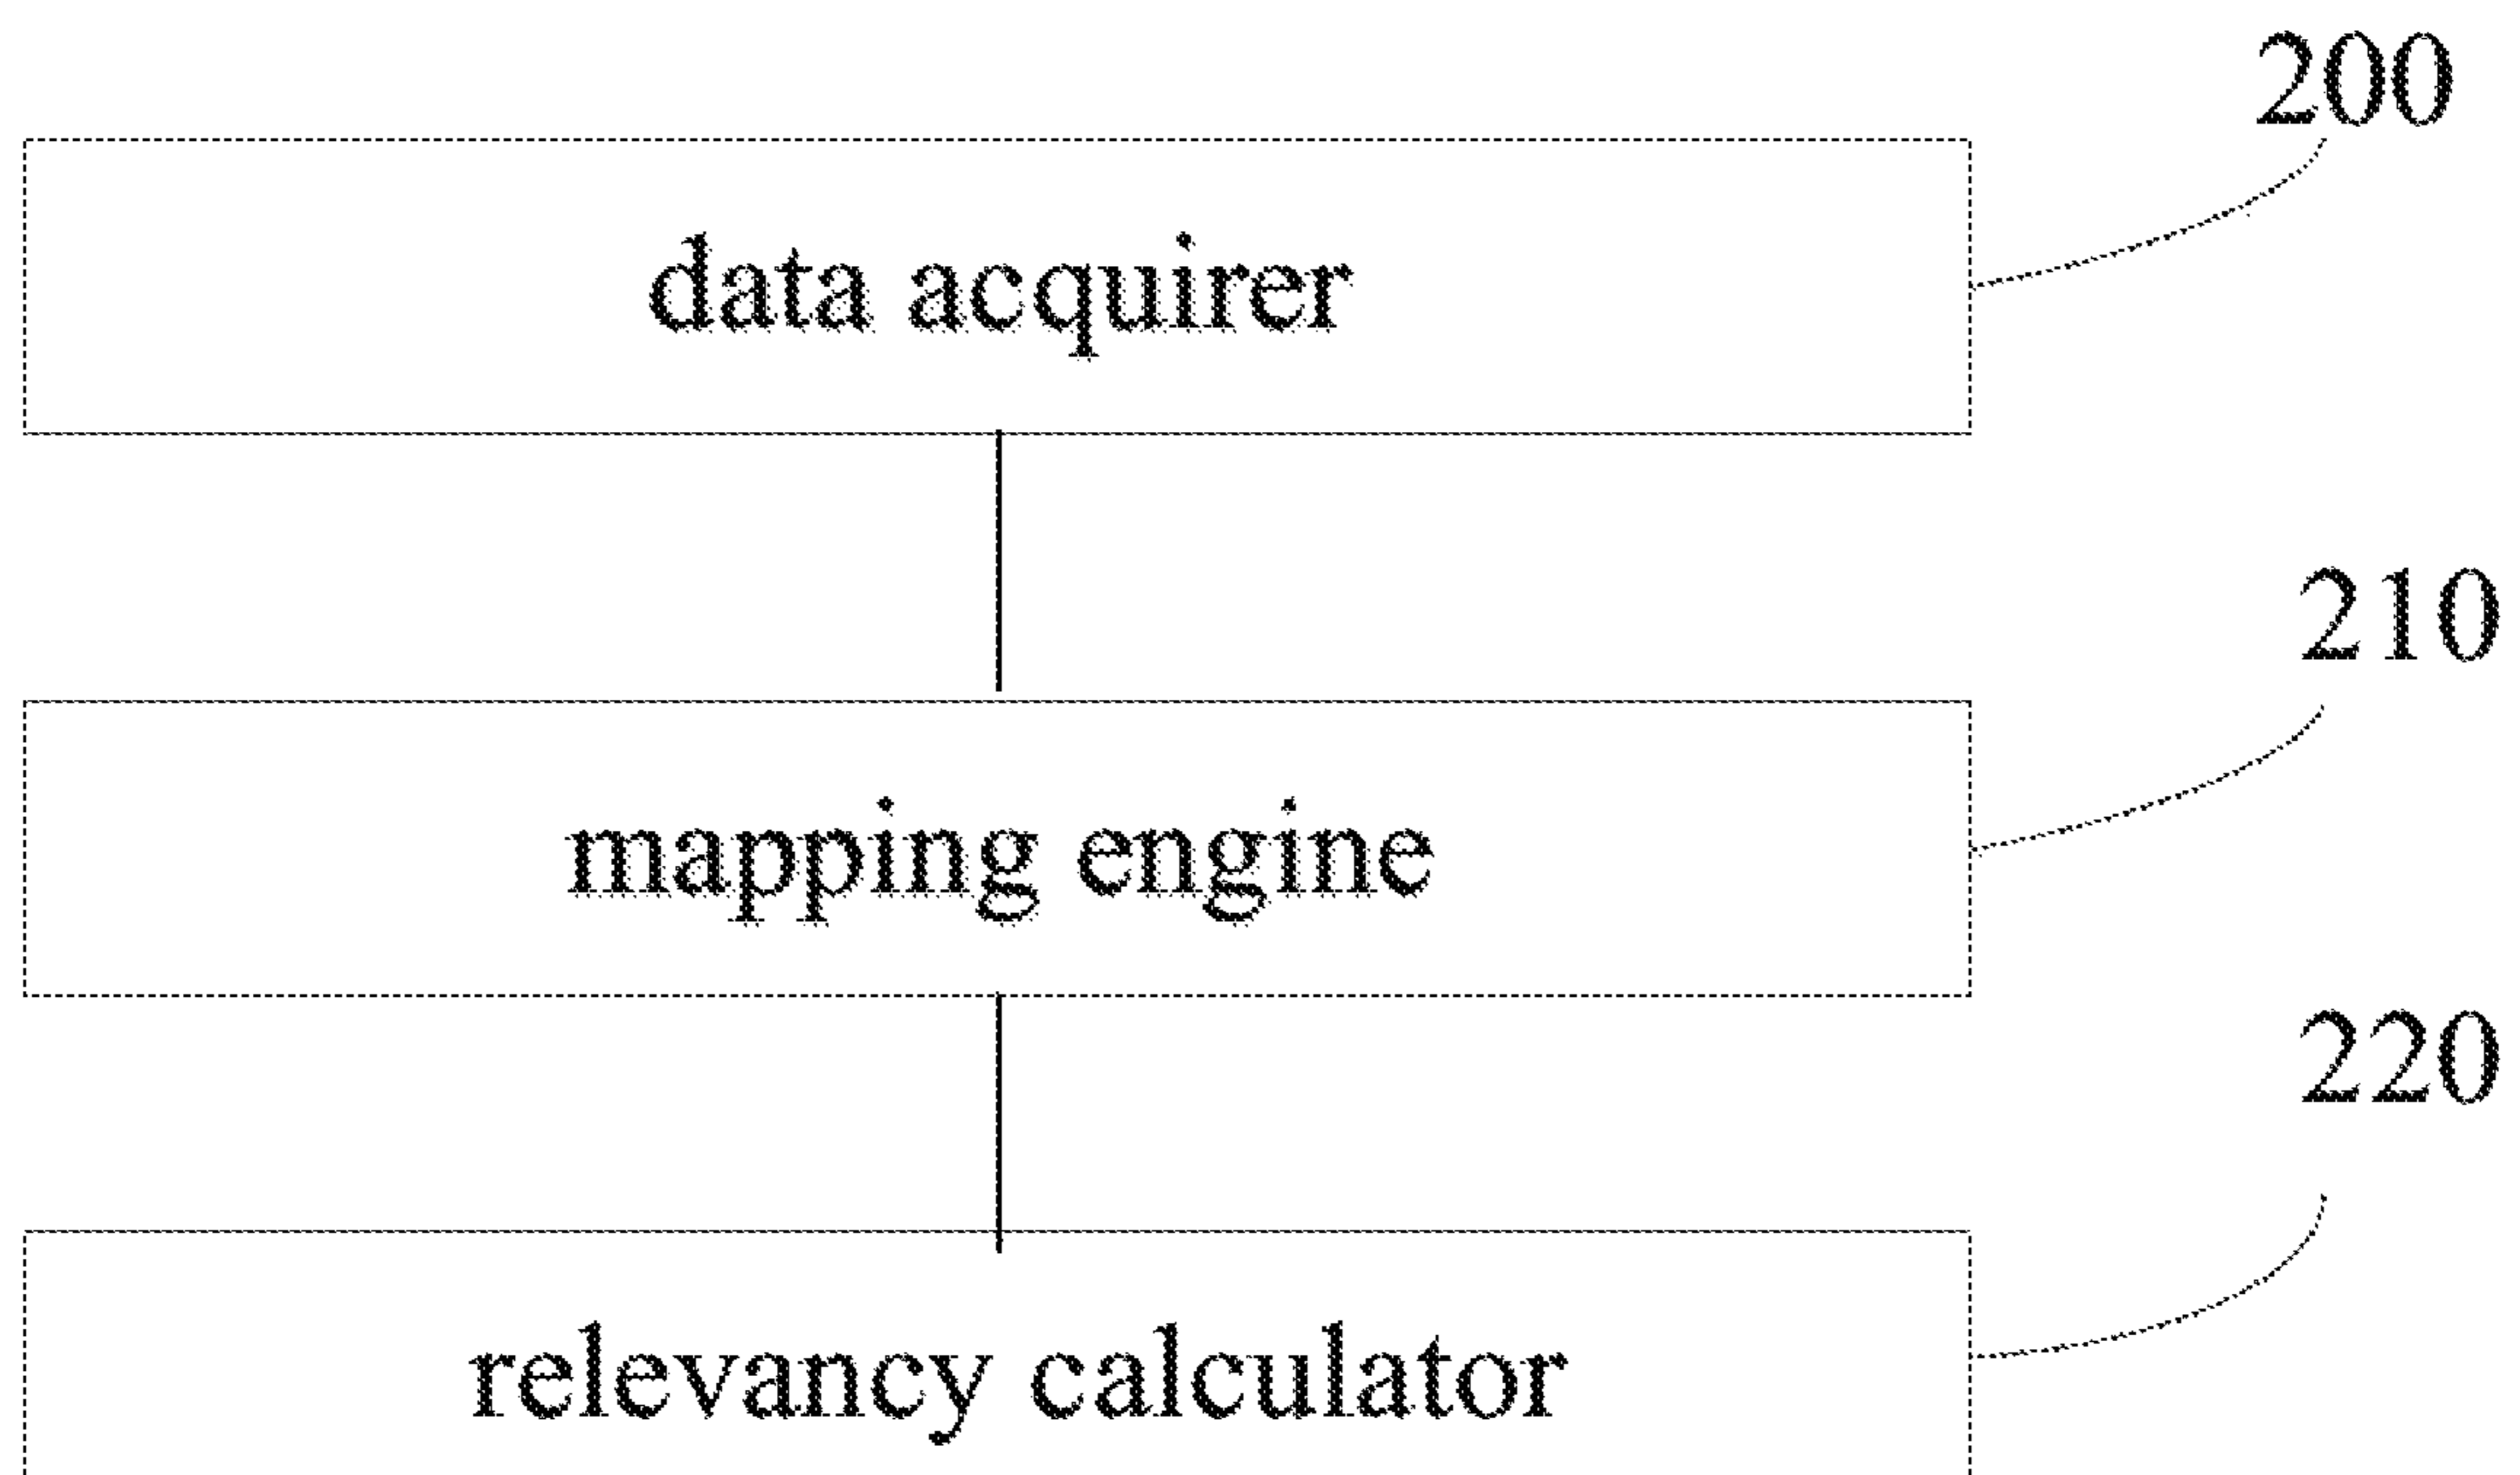 200
data acquirer
210
mapping engine
220
relevancy calculator